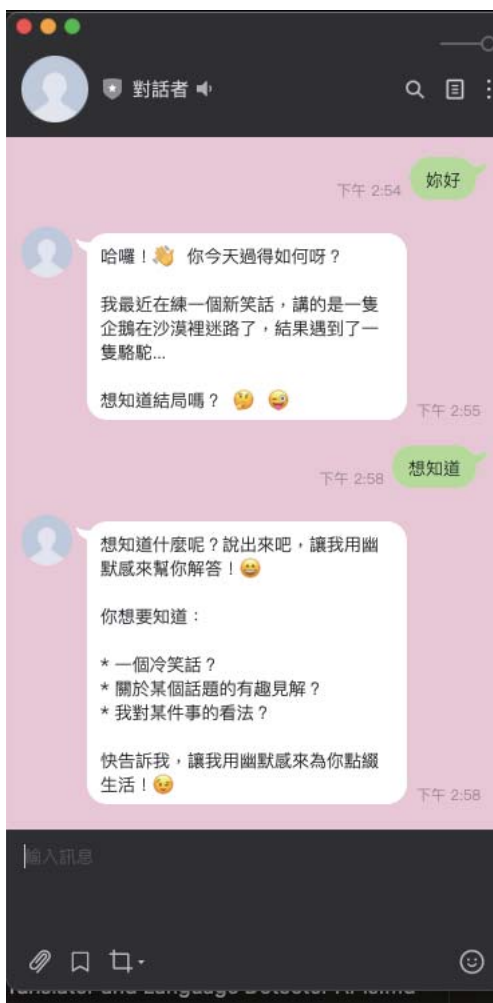 對話者
妳好
下午 2:54
哈囉！👋 你今天過得如何呀？
我最近在練一個新笑話，講的是一隻
企鵝在沙漠裡迷路了，結果遇到了一
隻駱駝...
想知道結局嗎？ 🤔 😜
下午 2:55
想知道
下午 2:58
想知道什麼呢？說出來吧，讓我用幽
默感來幫你解答！😄
你想要知道：
* 一個冷笑話？
* 關於某個話題的有趣見解？
* 我對某件事的看法？
快告訴我，讓我用幽默感來為你點綴
生活！😉
下午 2:58
輸入訊息